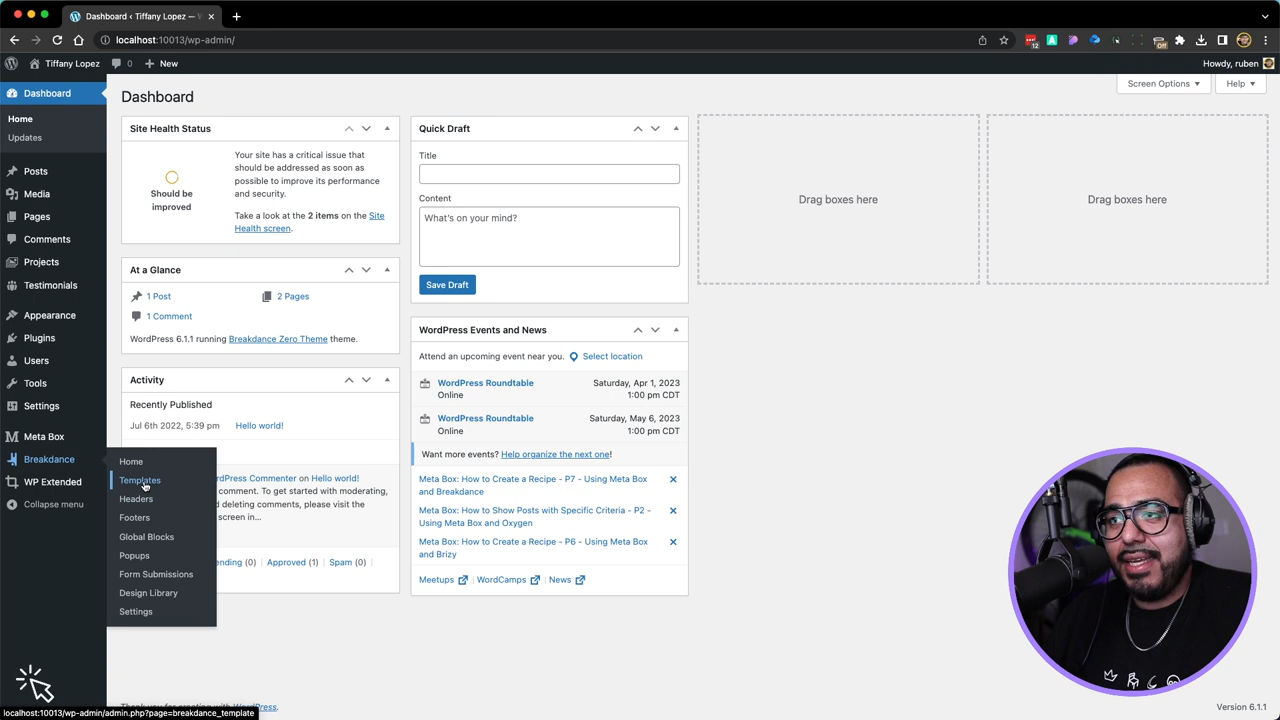 Dashboard ‹ Tiffany Lopez — W
localhost:10013/wp-admin/
12
Off
Tiffany Lopez
0
New
Howdy, ruben
Dashboard
Home
Updates
Posts
Media
Pages
Comments
Projects
Testimonials
Appearance
Plugins
Users
Tools
Settings
Meta Box
Breakdance
WP Extended
Collapse menu
Home
Templates
Headers
Footers
Global Blocks
Popups
Form Submissions
Design Library
Settings
Dashboard
Screen Options
Help
Site Health Status
Should be
improved
Your site has a critical issue that
should be addressed as soon as
possible to improve its performance
and security.
Take a look at the 2 items on the Site
Health screen.
At a Glance
1 Post
2 Pages
1 Comment
WordPress 6.1.1 running Breakdance Zero Theme theme.
Activity
Recently Published
Jul 6th 2022, 5:39 pm
Hello world!
rdPress Commenter on Hello world!
comment. To get started with moderating,
d deleting comments, please visit the
screen in…
ending (0) | Approved (1) | Spam (0) |
Quick Draft
Title
Content
What's on your mind?
Save Draft
WordPress Events and News
Attend an upcoming event near you.
Select location
WordPress Roundtable
Online
Saturday, Apr 1, 2023
1:00 pm CDT
WordPress Roundtable
Online
Saturday, May 6, 2023
1:00 pm CDT
Want more events? Help organize the next one!
Meta Box: How to Create a Recipe - P7 - Using Meta Box
and Breakdance
Meta Box: How to Show Posts with Specific Criteria - P2 -
Using Meta Box and Oxygen
Meta Box: How to Create a Recipe - P6 - Using Meta Box
and Brizy
Meetups
WordCamps
News
Drag boxes here
Drag boxes here
localhost:10013/wp-admin/admin.php?page=breakdance_template
Version 6.1.1